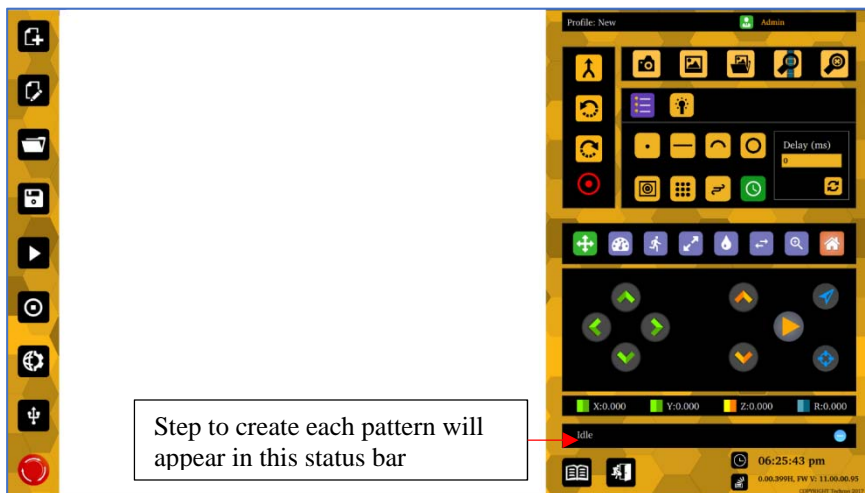 Profile: New
Admin
Delay (ms)
0
X:0.000
Y:0.000
Z:0.000
R:0.000
Step to create each pattern will
appear in this status bar
Idle
06:25:43 pm
0.00.399H, FW V: 11.00.00.95